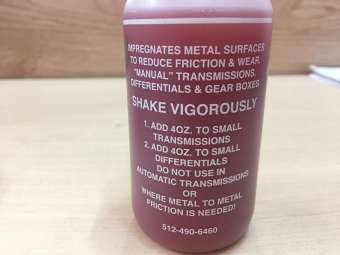 IMPREGNATES METAL SURFACES
TO REDUCE FRICTION & WEAR.
"MANUAL" TRANSMISSIONS,
DIFFERENTIALS & GEAR BOXES
SHAKE VIGOROUSLY
1. ADD 4OZ. TO SMALL
TRANSMISSIONS
2. ADD 4OZ. TO SMALL
DIFFERENTIALS
DO NOT USE IN
AUTOMATIC TRANSMISSIONS
OR
WHERE METAL TO METAL
FRICTION IS NEEDED!
512-490-6460